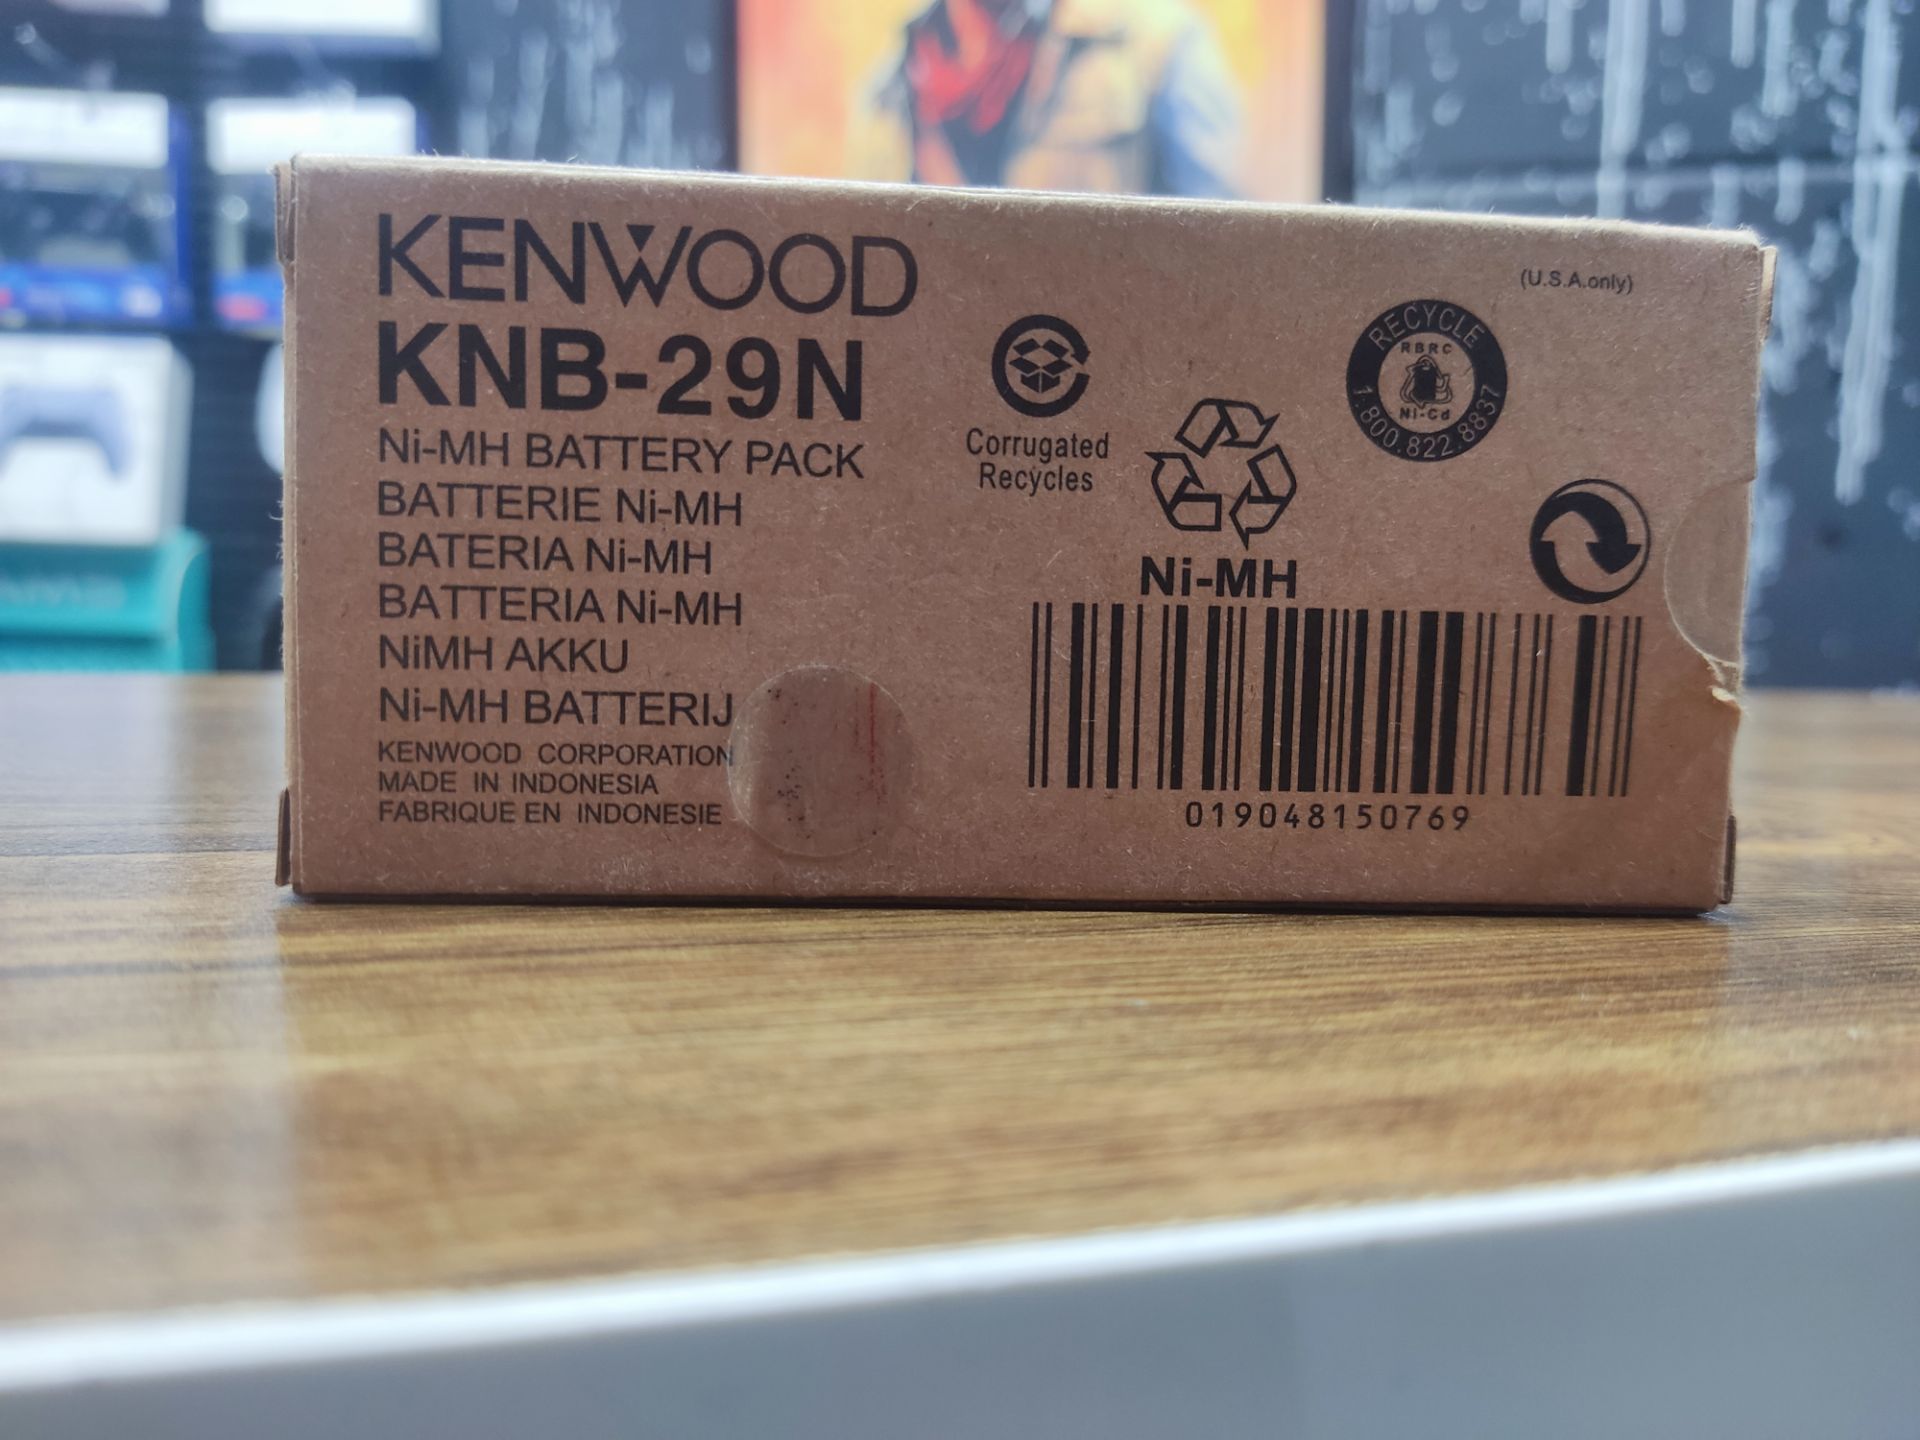 KENWOOD
KNB-29N
Ni-MH BATTERY PACK
BATTERIE Ni-MH
BATERIA Ni-MH
BATTERIA Ni-MH
NiMH AKKU
Ni-MH BATTERIJ
KENWOOD CORPORATION
MADE IN INDONESIA
FABRIQUE EN INDONESIE
Corrugated
Recycles
Ni-MH
(U.S.A.only)
RECYCLE
RBRC
Ni-Cd
1.800.822.8837
019048150769